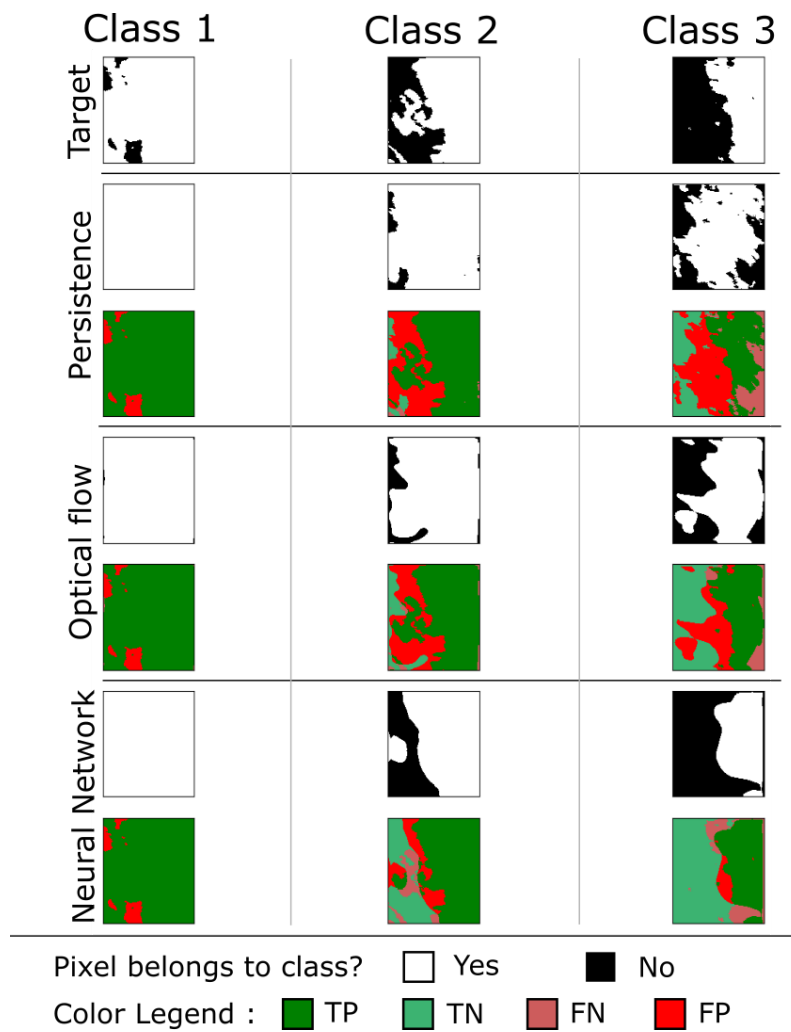 Class 1 Class 2 Class 3
Target
Persistence
Optical flow
Neural Network
Pixel belongs to class? Yes No
Color Legend : TP TN FN FP